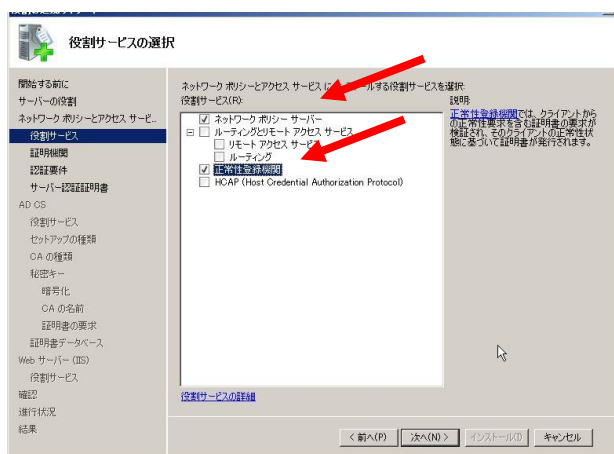 役割サービスの選択
開始する前に
サーバーの役割
ネットワーク ポリシーとアクセス サービ...
役割サービス
証明機関
認証要件
サーバー認証証明書
AD CS
役割サービス
セットアップの種類
CA の種類
秘密キー
暗号化
CA の名前
証明書の要求
証明書データベース
Web サーバー (IIS)
役割サービス
確認
進行状況
結果
ネットワーク ポリシーとアクセス サービス に
ールする役割サービスを選択:
役割サービス(R):
ネットワーク ポリシー サーバー
ルーティングとリモート アクセス サービス
リモート アクセス サービス
ルーティング
正常性登録機関
HCAP (Host Credential Authorization Protocol)
役割サービスの詳細
説明:
正常性登録機関では、クライアントから
の正常性要求を含む証明書の要求が
検証され、そのクライアントの正常性状
態に基づいて証明書が発行されます。
< 前へ(P)
次へ(N) >
インストール(I)
キャンセル